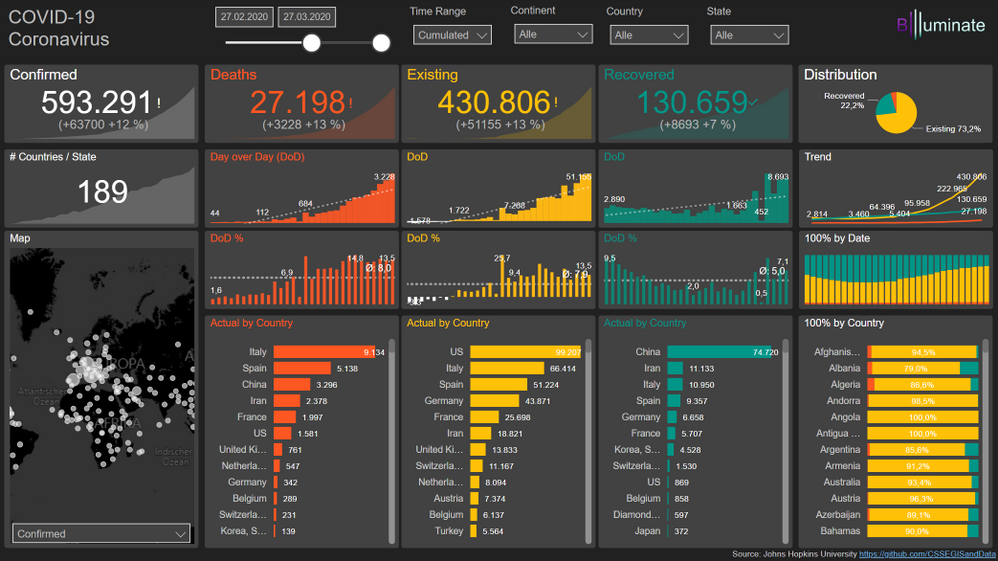 COVID-19
Coronavirus
27.02.2020 27.03.2020
Time Range
Cumulated
Continent
Alle
Country
Alle
State
Alle
B lluminate
Confirmed
593.291!
(+63700 +12 %)
Deaths
27.198!
(+3228 +13 %)
Existing
430.806!
(+51155 +13 %)
Recovered
130.659
(+8693 +7 %)
Distribution
Recovered
22,2%
Existing 73,2%
# Countries / State
189
Day over Day (DoD)
44
112
684
3.228
DoD
1.578
1.722
7.268
51.155
DoD
2.890
1.663
452
8.693
Trend
430.806
222.965
130.659
95.958
64.396
27.198
2,814
3.460
5.404
Map
EUROPA
AFRIKA
Atlantischer
Ozean
Indischer
Ozean
Confirmed
DoD %
1,6
6,9
14,8
13,5
Ø: 8,0
DoD %
25,7
9,4
13,5
DoD %
9,5
2,0
0,5
7,1
Ø: 5,0
100% by Date
Actual by Country
Italy 9.134
Spain 5.138
China 3.296
Iran 2.378
France 1.997
US 1.581
United Ki... 761
Netherla... 547
Germany 342
Belgium 289
Switzerla... 231
Korea, S... 139
Actual by Country
US 99.207
Italy 66.414
Spain 51.224
Germany 43.871
France 25.698
Iran 18.821
United Ki... 13.833
Switzerla... 11.167
Netherla... 8.094
Austria 7.374
Belgium 6.137
Turkey 5.564
Actual by Country
China 74.720
Iran 11.133
Italy 10.950
Spain 9.357
Germany 6.658
France 5.707
Korea, S... 4.528
Switzerla... 1.530
US 869
Belgium 858
Diamond... 597
Japan 372
100% by Country
Afghanis... 94,5%
Albania 79,0%
Algeria 86,6%
Andorra 98,5%
Angola 100,0%
Antigua ... 100,0%
Argentina 85,6%
Armenia 91,2%
Australia 93,4%
Austria 96,3%
Azerbaijan 89,1%
Bahamas 90,0%
Source: Johns Hopkins University https://github.com/CSSEGISandData